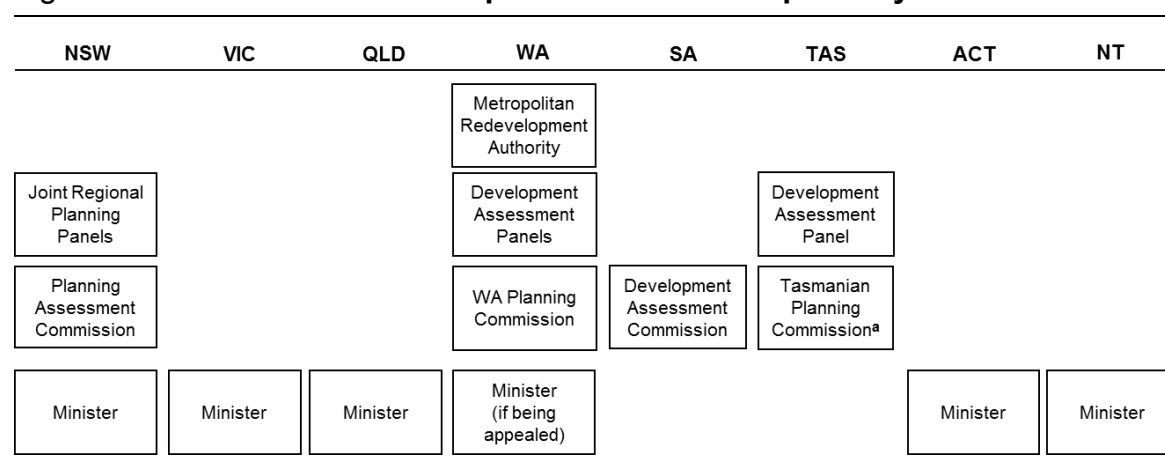 NSW VIC QLD WA SA TAS ACT NT
Metropolitan
Redevelopment
Authority
Joint Regional
Planning
Panels
Development
Assessment
Panels
Development
Assessment
Panel
Planning
Assessment
Commission
WA Planning
Commission
Development
Assessment
Commission
Tasmanian
Planning
Commissionᵃ
Minister
Minister
Minister
Minister
(if being
appealed)
Minister
Minister